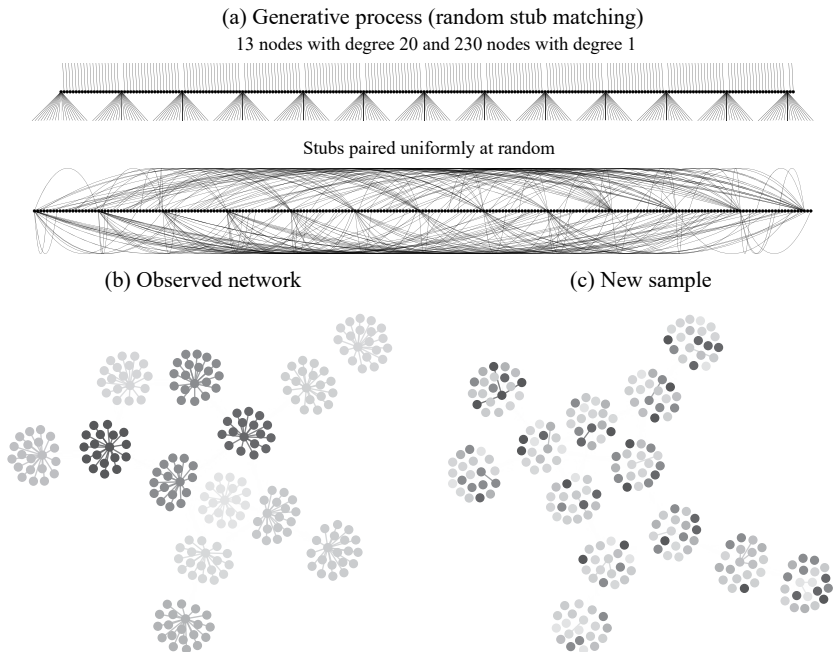 (a) Generative process (random stub matching)
13 nodes with degree 20 and 230 nodes with degree 1
Stubs paired uniformly at random
(b) Observed network
(c) New sample